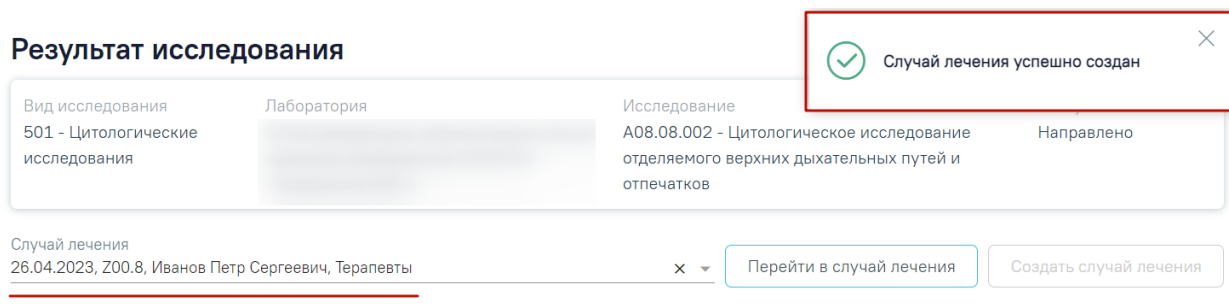 Результат исследования
Случай лечения успешно создан
Вид исследования
501 - Цитологические
исследования
Лаборатория
Исследование
A08.08.002 - Цитологическое исследование
отделяемого верхних дыхательных путей и
отпечатков
Направлено
Случай лечения
26.04.2023, Z00.8, Иванов Петр Сергеевич, Терапевты
Перейти в случай лечения
Создать случай лечения